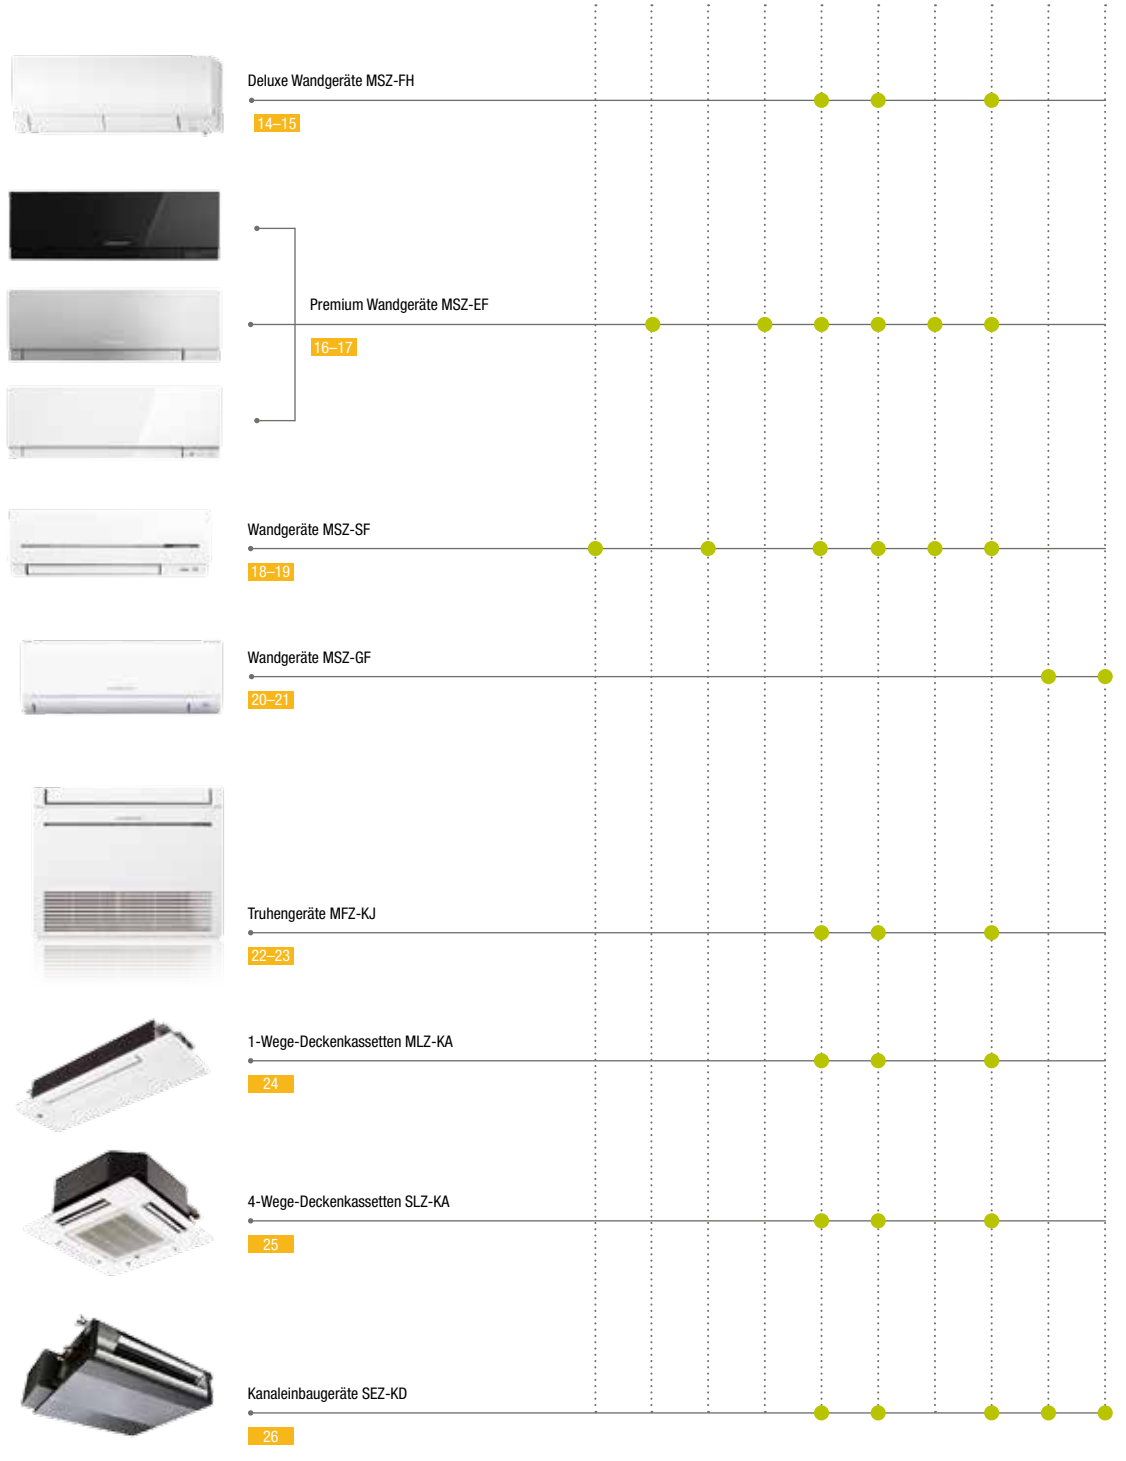 Deluxe Wandgeräte MSZ-FH
14–15
Premium Wandgeräte MSZ-EF
16–17
Wandgeräte MSZ-SF
18–19
Wandgeräte MSZ-GF
20–21
Truhengeräte MFZ-KJ
22–23
1-Wege-Deckenkassetten MLZ-KA
24
4-Wege-Deckenkassetten SLZ-KA
25
Kanaleinbaugeräte SEZ-KD
26